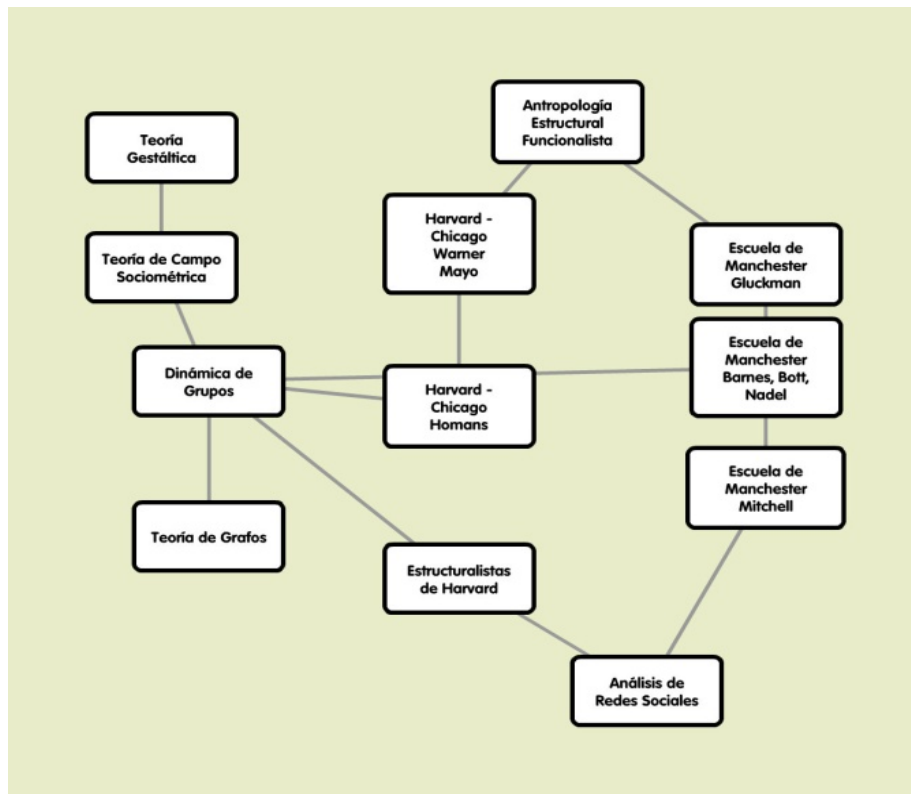 Teoría
Gestáltica
Teoría de Campo
Sociométrica
Dinámica de
Grupos
Teoría de Grafos
Antropología
Estructural
Funcionalista
Harvard -
Chicago
Warner
Mayo
Harvard -
Chicago
Homans
Estructuralistas
de Harvard
Escuela de
Manchester
Gluckman
Escuela de
Manchester
Barnes, Bott,
Nadel
Escuela de
Manchester
Mitchell
Análisis de
Redes Sociales